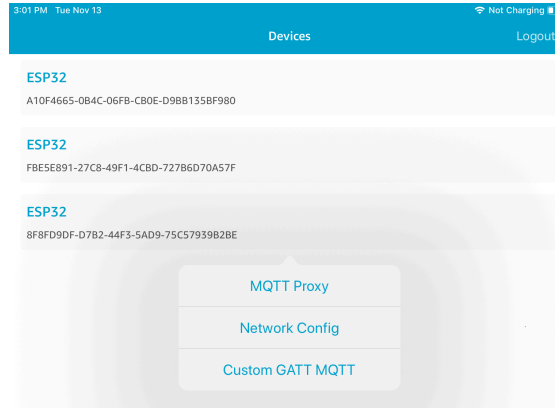 3:01 PM Tue Nov 13 Not Charging
Devices Logout
ESP32
A10F4665-0B4C-06FB-CB0E-D9BB135BF980
ESP32
FBE5E891-27C8-49F1-4CBD-727B6D70A57F
ESP32
8F8FD9DF-D7B2-44F3-5AD9-75C57939B2BE
MQTT Proxy
Network Config
Custom GATT MQTT